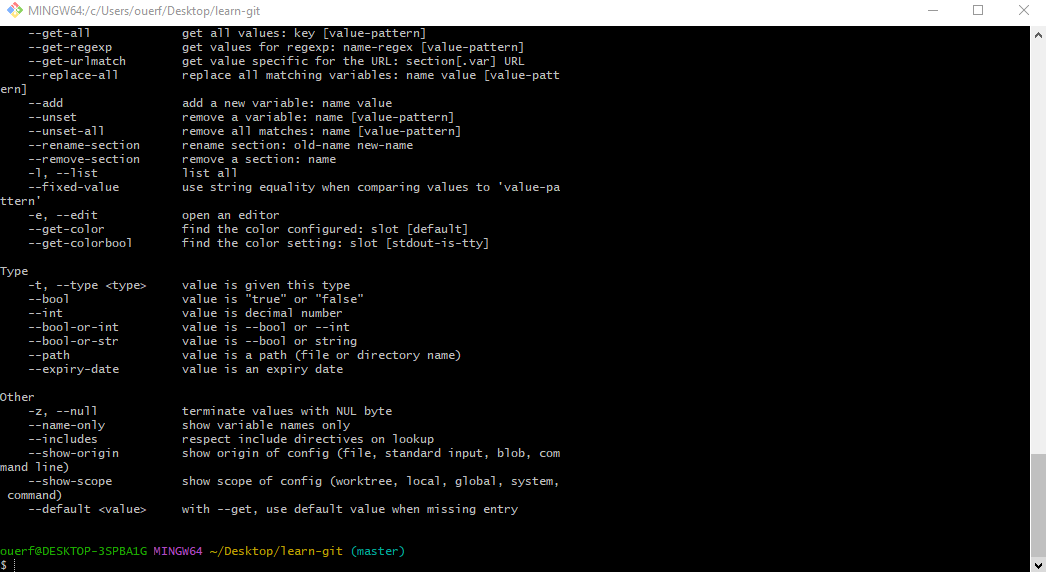 MINGW64:/c/Users/ouerf/Desktop/learn-git
--get-all get all values: key [value-pattern]
--get-regexp get values for regexp: name-regex [value-pattern]
--get-urlmatch get value specific for the URL: section[.var] URL
--replace-all replace all matching variables: name value [value-patt
ern]
--add add a new variable: name value
--unset remove a variable: name [value-pattern]
--unset-all remove all matches: name [value-pattern]
--rename-section rename section: old-name new-name
--remove-section remove a section: name
-l, --list list all
--fixed-value use string equality when comparing values to 'value-pa
ttern'
-e, --edit open an editor
--get-color find the color configured: slot [default]
--get-colorbool find the color setting: slot [stdout-is-tty]
Type
-t, --type <type> value is given this type
--bool value is "true" or "false"
--int value is decimal number
--bool-or-int value is --bool or --int
--bool-or-str value is --bool or string
--path value is a path (file or directory name)
--expiry-date value is an expiry date
Other
-z, --null terminate values with NUL byte
--name-only show variable names only
--includes respect include directives on lookup
--show-origin show origin of config (file, standard input, blob, com
mand line)
--show-scope show scope of config (worktree, local, global, system,
command)
--default <value> with --get, use default value when missing entry
ouerf@DESKTOP-3SPBA1G MINGW64 ~/Desktop/learn-git (master)
$